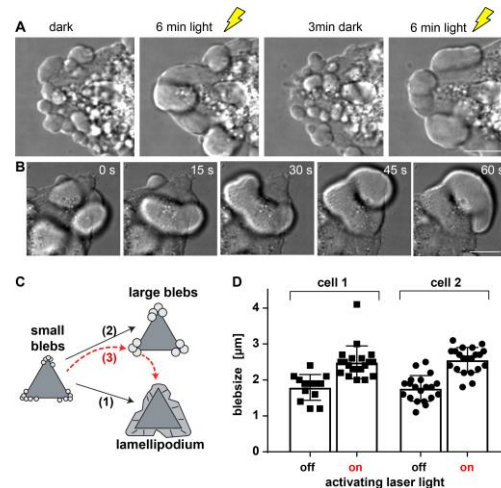 A
dark
6 min light
3min dark
6 min light
B
0 s
15 s
30 s
45 s
60 s
C
large blebs
small
blebs
(2)
(3)
(1)
lamellipodium
D
cell 1
cell 2
blebsize [µm]
4
3
2
1
0
off
on
off
on
activating laser light